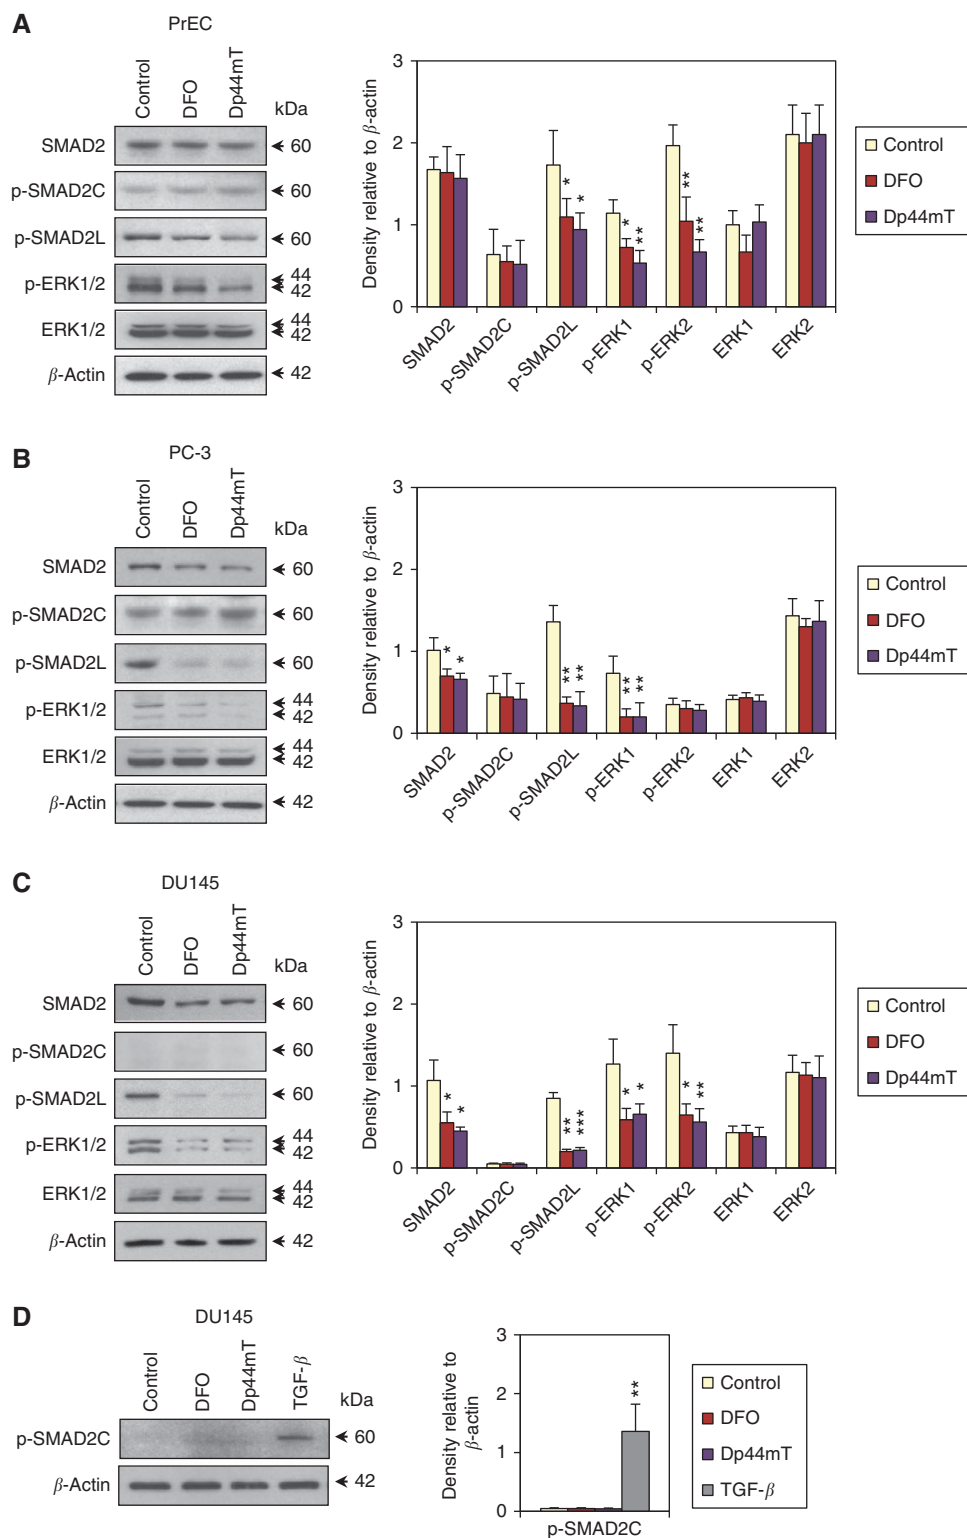 A
PrEC
Control
DFO
Dp44mT
kDa
SMAD2
60
p-SMAD2C
60
p-SMAD2L
60
p-ERK1/2
44
42
ERK1/2
44
42
β-Actin
42
Density relative to β-actin
3
2
1
0
* * * ** ** **
SMAD2
p-SMAD2C
p-SMAD2L
p-ERK1
p-ERK2
ERK1
ERK2
Control
DFO
Dp44mT
B
PC-3
Control
DFO
Dp44mT
kDa
SMAD2
60
p-SMAD2C
60
p-SMAD2L
60
p-ERK1/2
44
42
ERK1/2
44
42
β-Actin
42
Density relative to β-actin
3
2
1
0
* * ** ** ** **
SMAD2
p-SMAD2C
p-SMAD2L
p-ERK1
p-ERK2
ERK1
ERK2
Control
DFO
Dp44mT
C
DU145
Control
DFO
Dp44mT
kDa
SMAD2
60
p-SMAD2C
60
p-SMAD2L
60
p-ERK1/2
44
42
ERK1/2
44
42
β-Actin
42
Density relative to β-actin
3
2
1
0
* * ** *** * * * **
SMAD2
p-SMAD2C
p-SMAD2L
p-ERK1
p-ERK2
ERK1
ERK2
Control
DFO
Dp44mT
D
DU145
Control
DFO
Dp44mT
TGF-β
kDa
p-SMAD2C
60
β-Actin
42
Density relative to
β-actin
3
2
1
0
**
p-SMAD2C
Control
DFO
Dp44mT
TGF-β